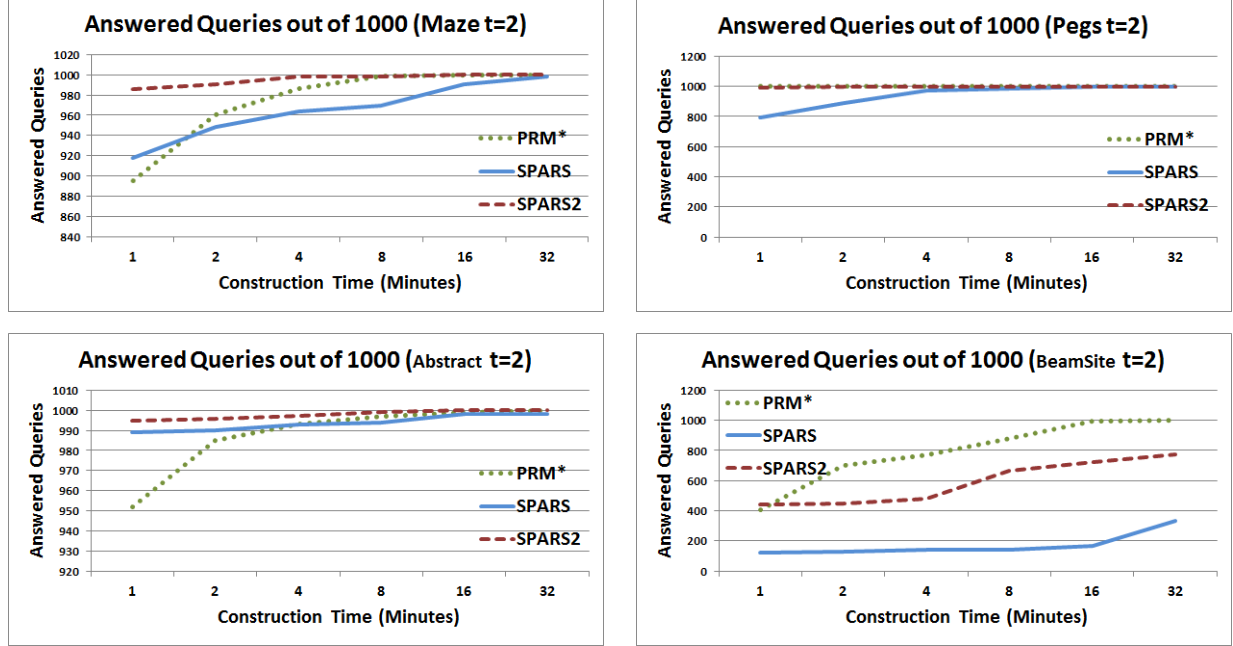 Answered Queries out of 1000 (Maze t=2)
Answered Queries
1020
1000
980
960
940
920
900
880
860
840
PRM*
SPARS
SPARS2
1 2 4 8 16 32
Construction Time (Minutes)
Answered Queries out of 1000 (Pegs t=2)
Answered Queries
1200
1000
800
600
400
200
0
PRM*
SPARS
SPARS2
1 2 4 8 16 32
Construction Time (Minutes)
Answered Queries out of 1000 (Abstract t=2)
Answered Queries
1010
1000
990
980
970
960
950
940
930
920
PRM*
SPARS
SPARS2
1 2 4 8 16 32
Construction Time (Minutes)
Answered Queries out of 1000 (BeamSite t=2)
Answered Queries
1200
1000
800
600
400
200
0
PRM*
SPARS
SPARS2
1 2 4 8 16 32
Construction Time (Minutes)